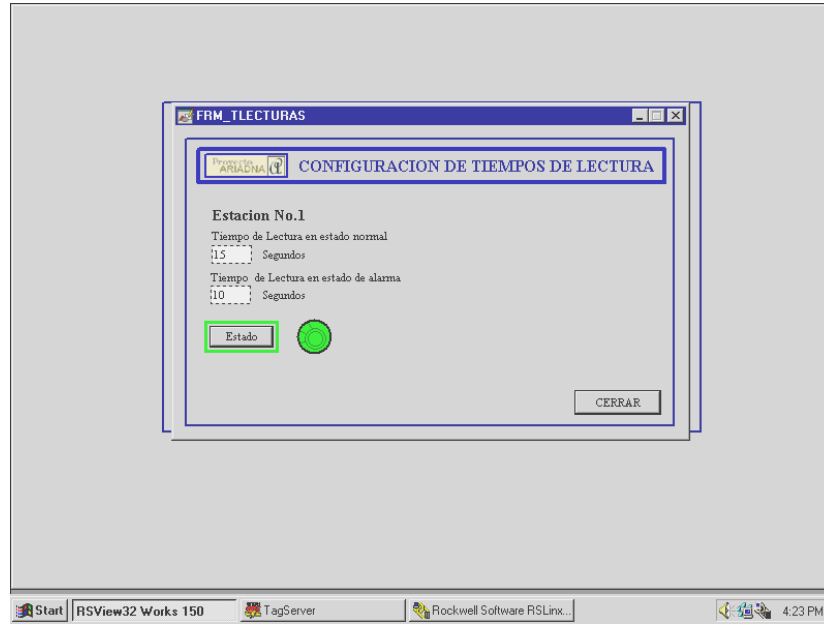 FRM_TLECTURAS
Proyecto
ARIADNA
CONFIGURACION DE TIEMPOS DE LECTURA
Estacion No.1
Tiempo de Lectura en estado normal
15 Segundos
Tiempo de Lectura en estado de alarma
10 Segundos
Estado
CERRAR
Start RSView32 Works 150 TagServer Rockwell Software RSLinx... 4:23 PM